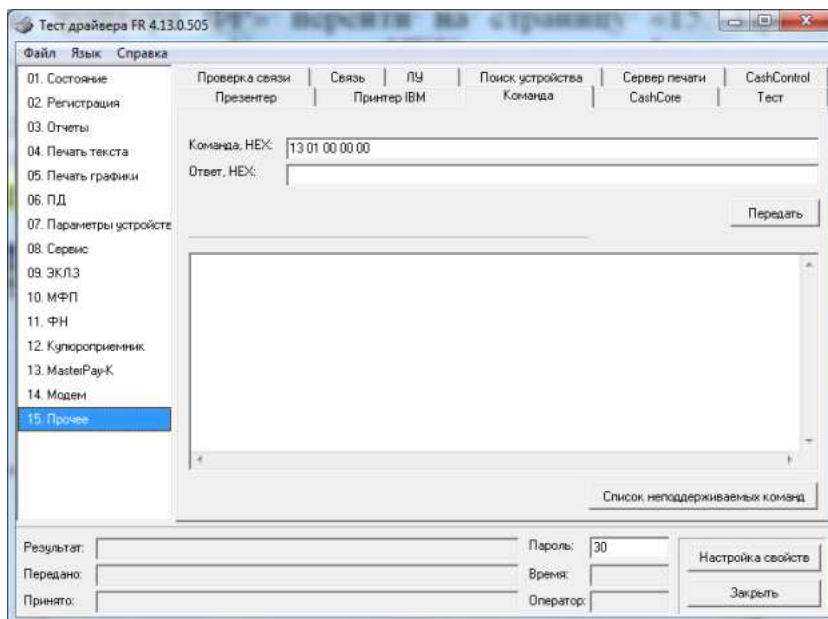 Тест драйвера FR 4.13.0.505
Файл Язык Справка
01. Состояние
02. Регистрация
03. Отчеты
04. Печать текста
05. Печать графики
06. ПД
07. Параметры устройств
08. Сервис
09. ЭКЛЗ
10. МФП
11. ФН
12. Купюроприемник
13. MasterPay-K
14. Модем
15. Прочее
Проверка связи Связь ЛУ Поиск устройства Сервер печати CashControl
Презентер Принтер IBM Команда CashCore Тест
Команда, HEX: 13 01 00 00 00
Ответ, HEX:
Передать
Список неподдерживаемых команд
Результат:
Передано:
Принято:
Пароль: 30
Время:
Оператор:
Настройка свойств
Закрыть